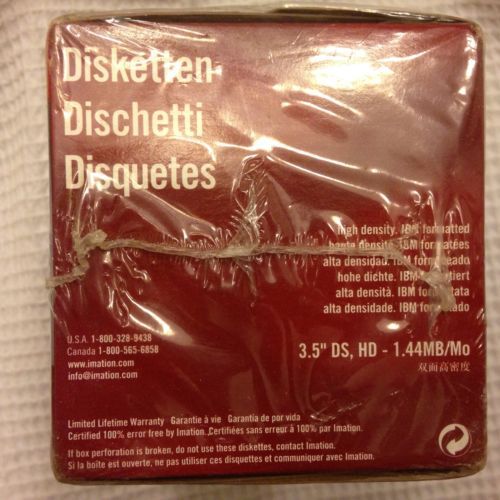 Disketten
Dischetti
Disquetes
high density. IBM formatted
haute densité. IBM formatées
alta densidad. IBM formateado
hohe dichte. IBM
alta densità. IBM
alta densidade. IBM
U.S.A. 1-800-328-9438
Canada 1-800-565-6858
www.imation.com
info@imation.com
3.5" DS, HD - 1.44MB/Mo
双面高密度
Limited Lifetime Warranty Garantie à vie Garantía de por vida
Certified 100% error free by Imation. Certifiées sans erreur à 100% par Imation.
If box perforation is broken, do not use these diskettes, contact Imation.
Si la boîte est ouverte, ne pas utiliser ces disquettes et communiquer avec Imation.